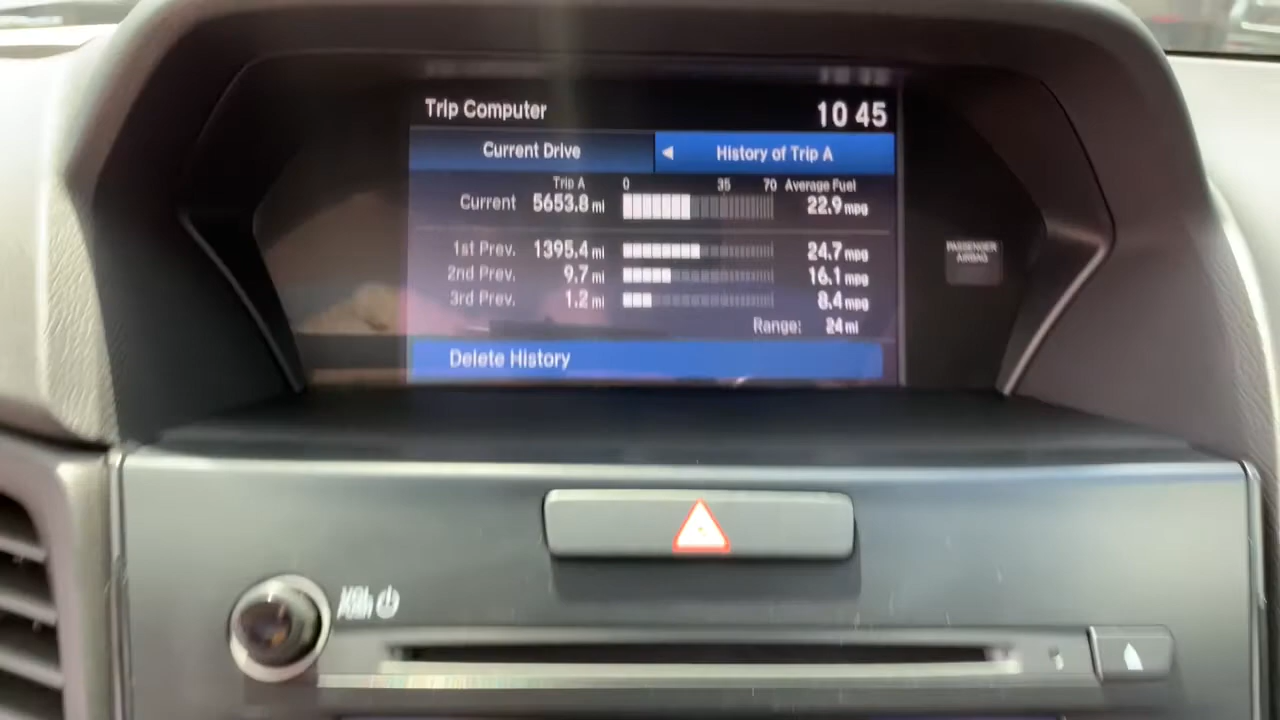 Trip Computer 10 45
Current Drive ◀ History of Trip A
Trip A 0 35 70 Average Fuel
Current 5653.8 mi 22.9 mpg
1st Prev. 1395.4 mi 24.7 mpg
2nd Prev. 9.7 mi 16.1 mpg
3rd Prev. 1.2 mi 8.4 mpg
Range: 24 mi
Delete History
PASSENGER
AIRBAG